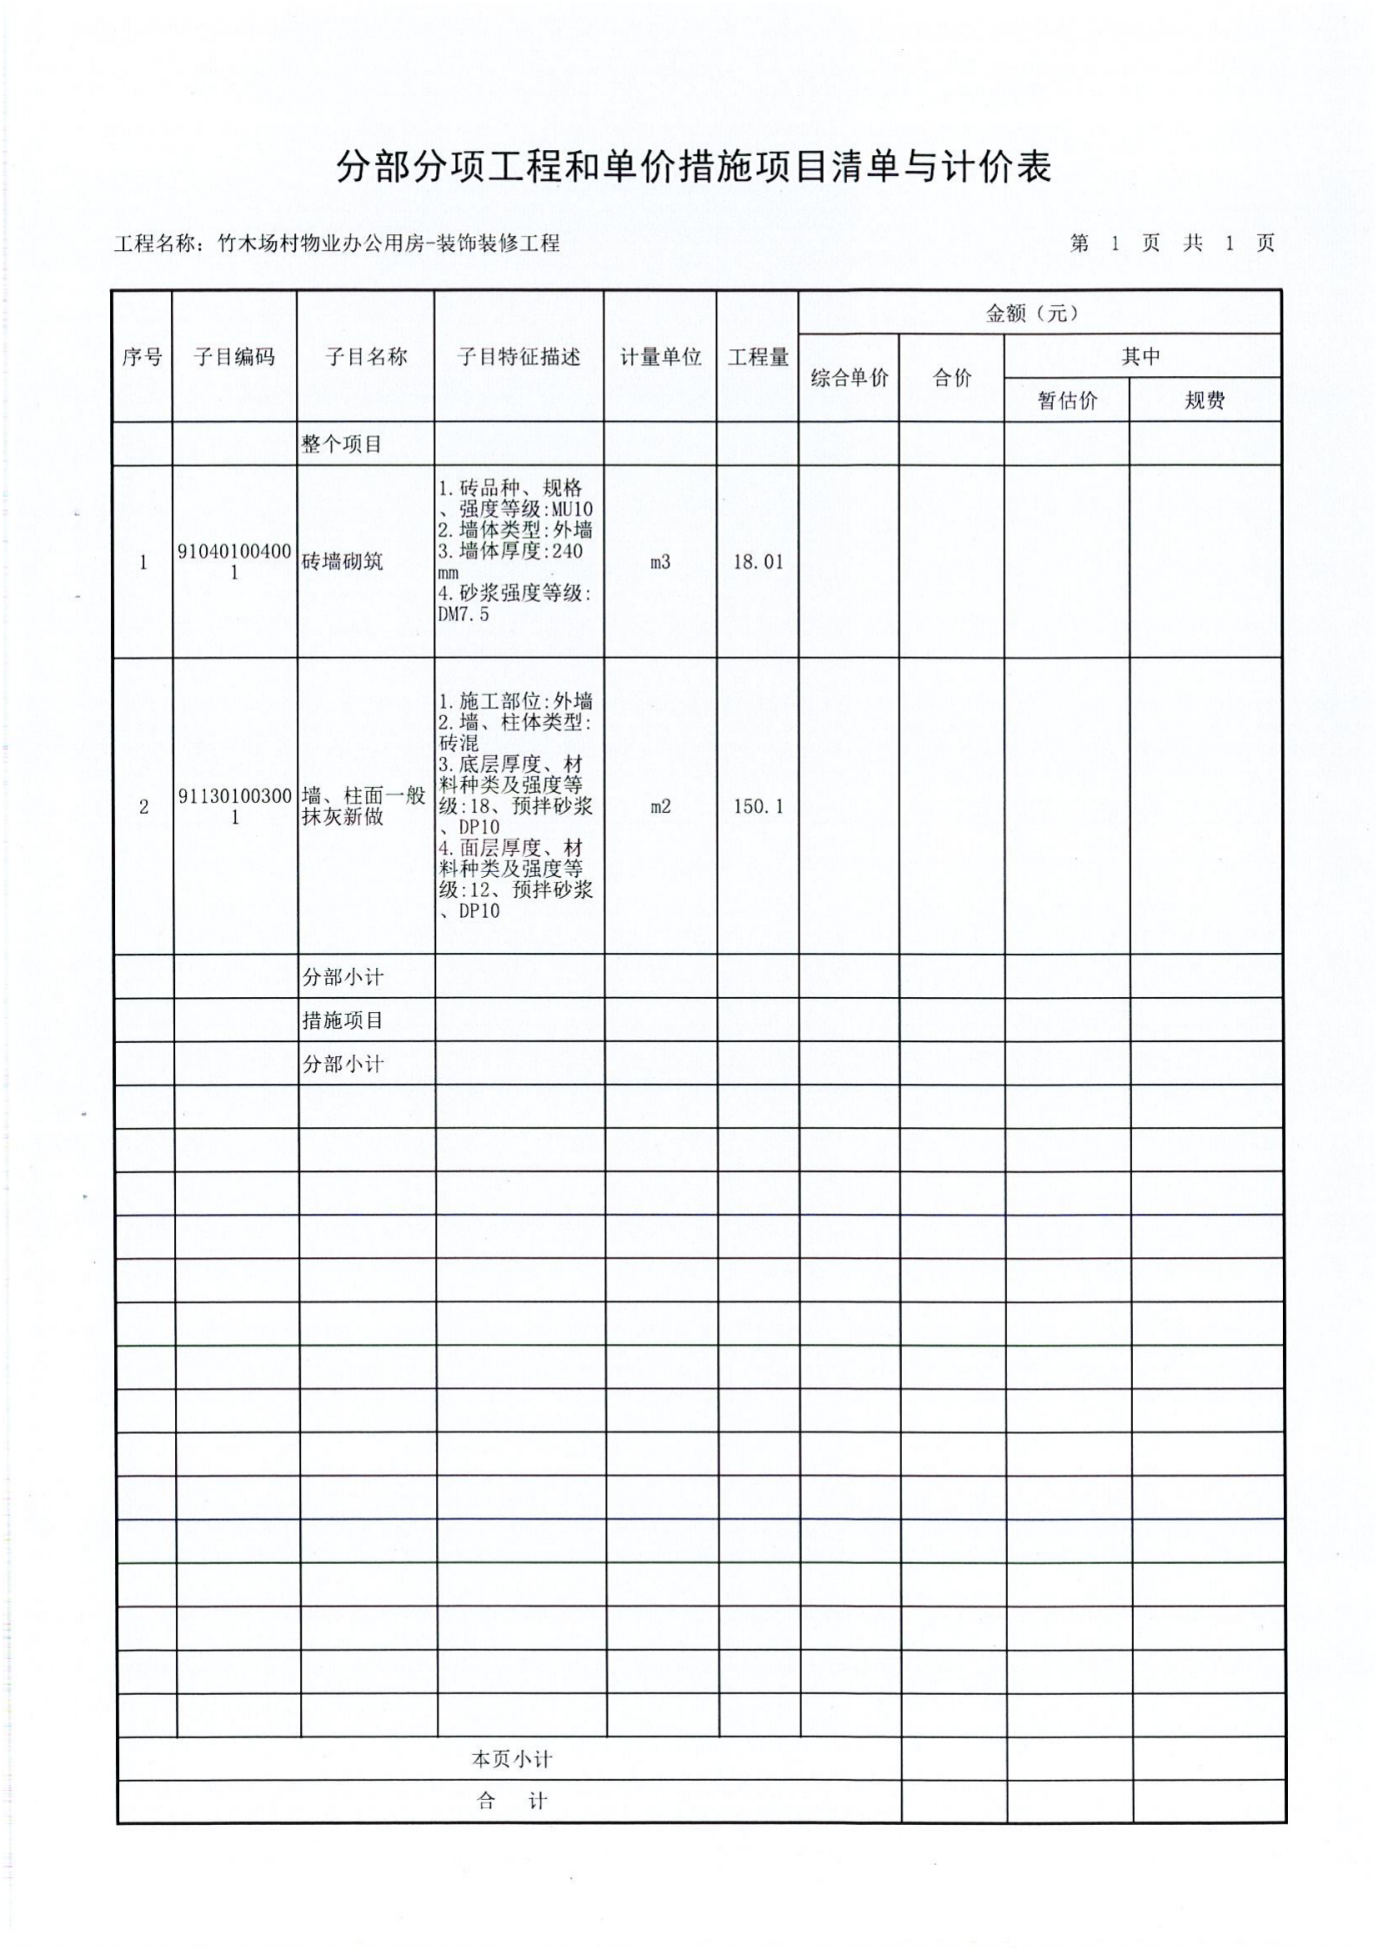 分部分项工程和单价措施项目清单与计价表
工程名称：竹木场村物业办公用房-装饰装修工程
第 1 页 共 1 页
序号
子目编码
子目名称
子目特征描述
计量单位
工程量
金额（元）
综合单价
合价
其中
暂估价
规费
整个项目
1
91040100400
1
砖墙砌筑
1.砖品种、规格
、强度等级:MU10
2.墙体类型:外墙
3.墙体厚度:240
mm
4.砂浆强度等级:
DM7.5
m3
18.01
2
91130100300
1
墙、柱面一般
抹灰新做
1.施工部位:外墙
2.墙、柱体类型:
砖混
3.底层厚度、材
料种类及强度等
级:18、预拌砂浆
、DP10
4.面层厚度、材
料种类及强度等
级:12、预拌砂浆
、DP10
m2
150.1
分部小计
措施项目
分部小计
本页小计
合 计